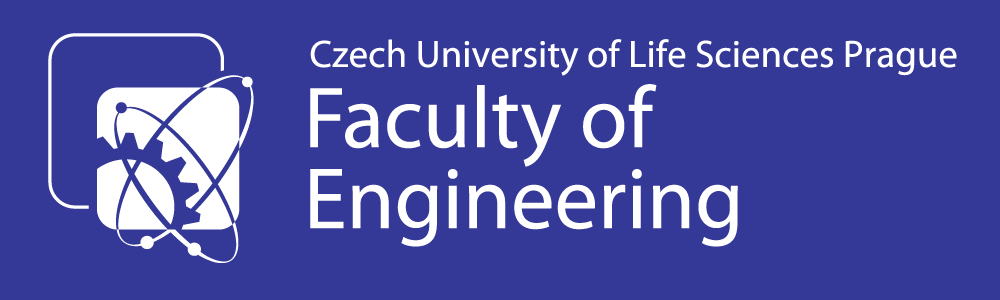 Czech University of Life Sciences Prague
Faculty of
Engineering